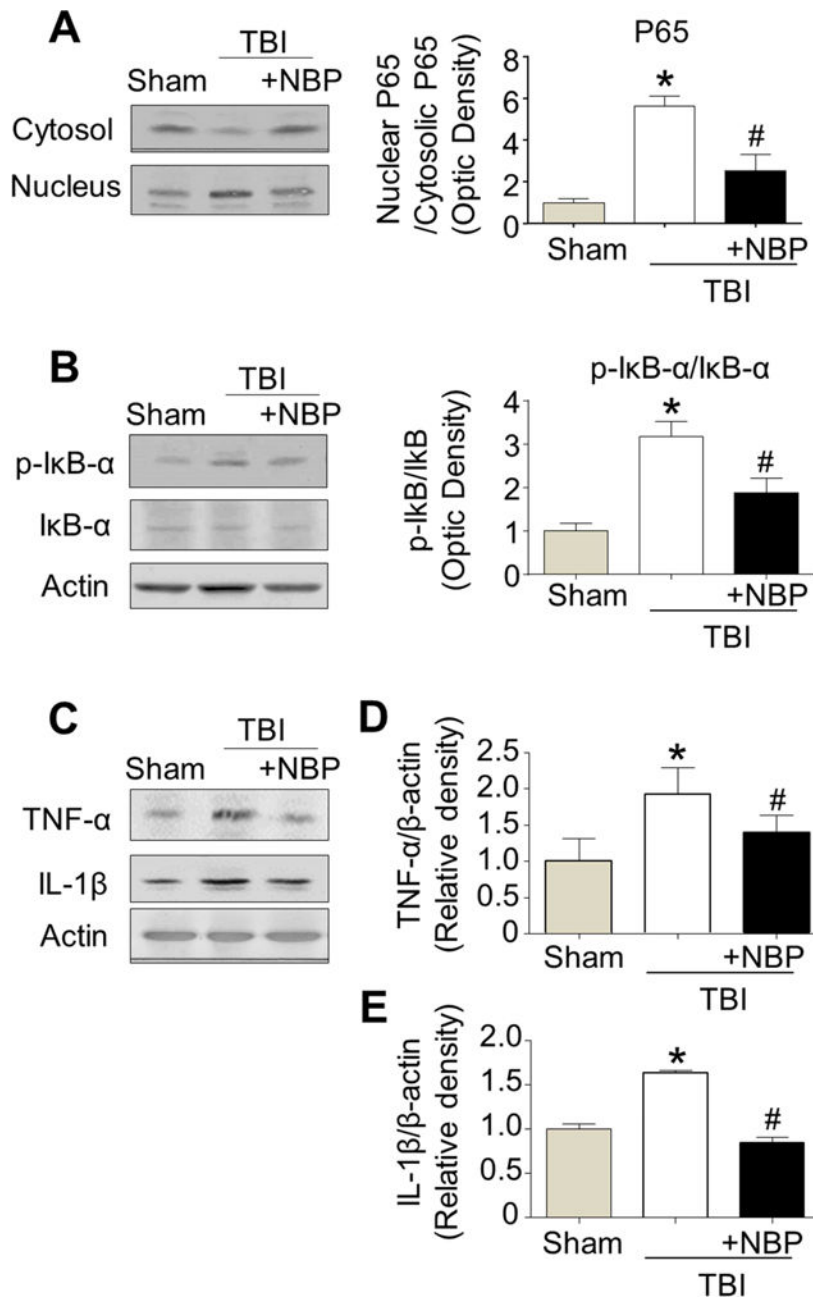 A
TBI
Sham +NBP
Cytosol
Nucleus
P65
Nuclear P65
/Cytosolic P65
(Optic Density)
8
6
4
2
0
*
#
Sham +NBP
TBI
B
TBI
Sham +NBP
p-IκB-α
IκB-α
Actin
p-IκB-α/IκB-α
p-IkB/IkB
(Optic Density)
4
3
2
1
0
*
#
Sham +NBP
TBI
C
TBI
Sham +NBP
TNF-α
IL-1β
Actin
D
TNF-α/β-actin
(Relative density)
2.5
2.0
1.5
1.0
0.5
0
*
#
Sham +NBP
TBI
E
IL-1β/β-actin
(Relative density)
2.0
1.5
1.0
0.5
0
*
#
Sham +NBP
TBI